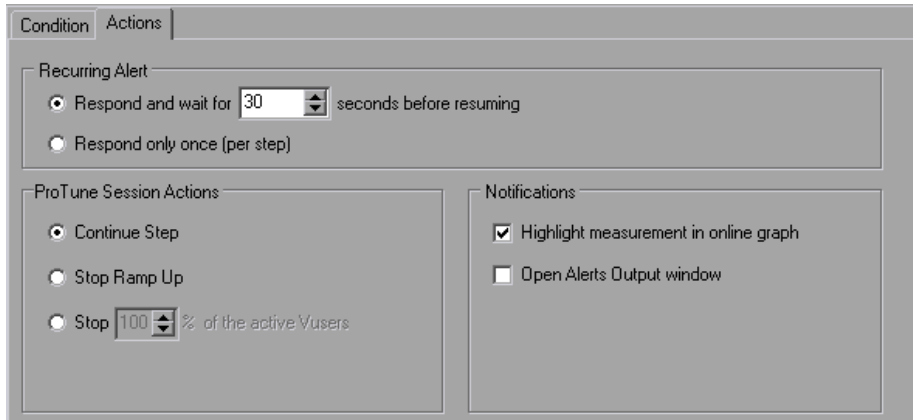 Condition
Actions
Recurring Alert
Respond and wait for 30 seconds before resuming
Respond only once (per step)
ProTune Session Actions
Continue Step
Stop Ramp Up
Stop 100 % of the active Vusers
Notifications
Highlight measurement in online graph
Open Alerts Output window